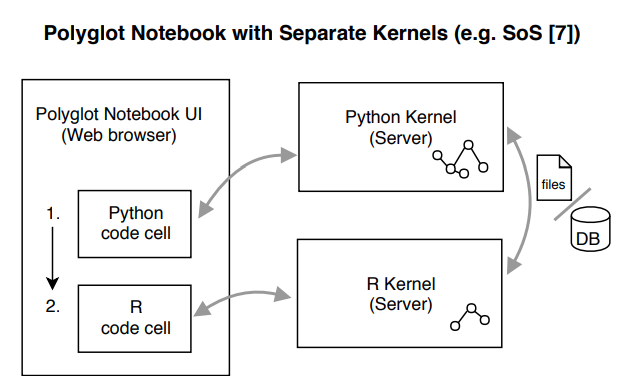 Polyglot Notebook with Separate Kernels (e.g. SoS [7])
Polyglot Notebook UI
(Web browser)
1.
Python
code cell
2.
R
code cell
Python Kernel
(Server)
R Kernel
(Server)
files
DB